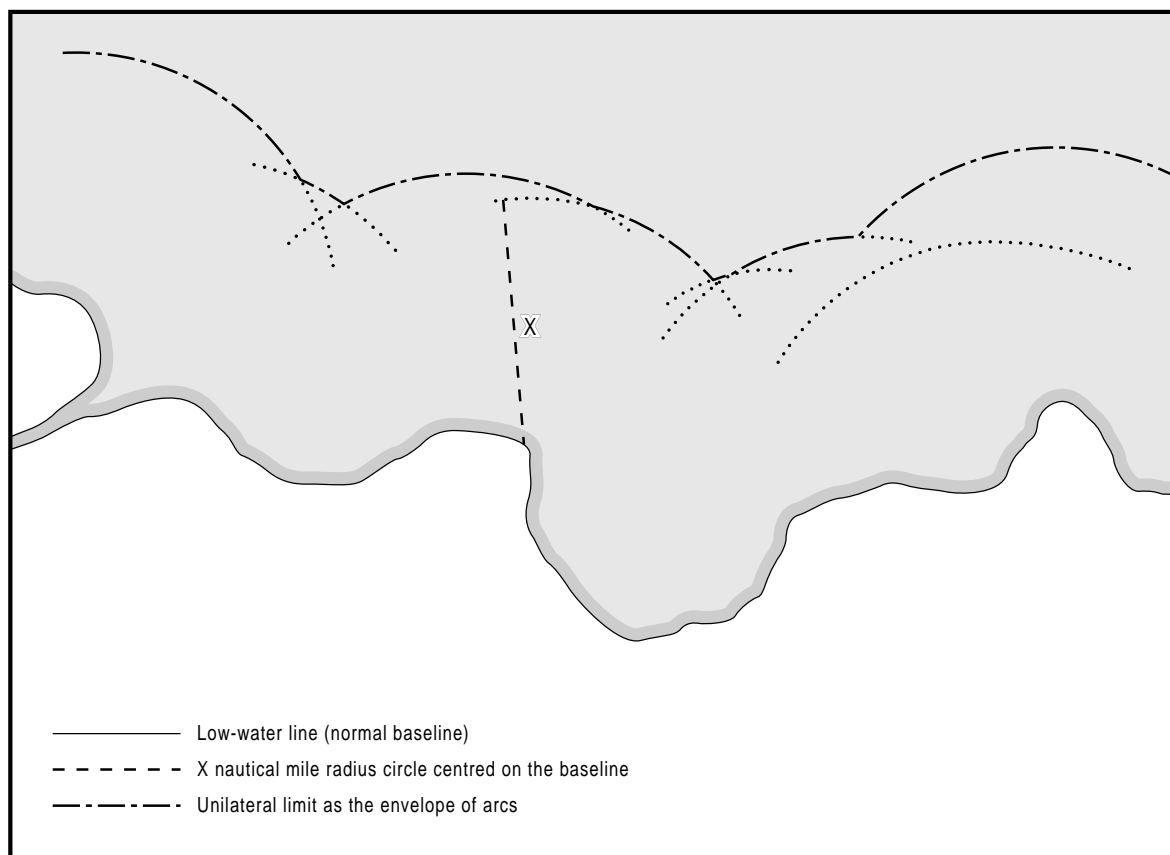 X
Low-water line (normal baseline)
X nautical mile radius circle centred on the baseline
Unilateral limit as the envelope of arcs